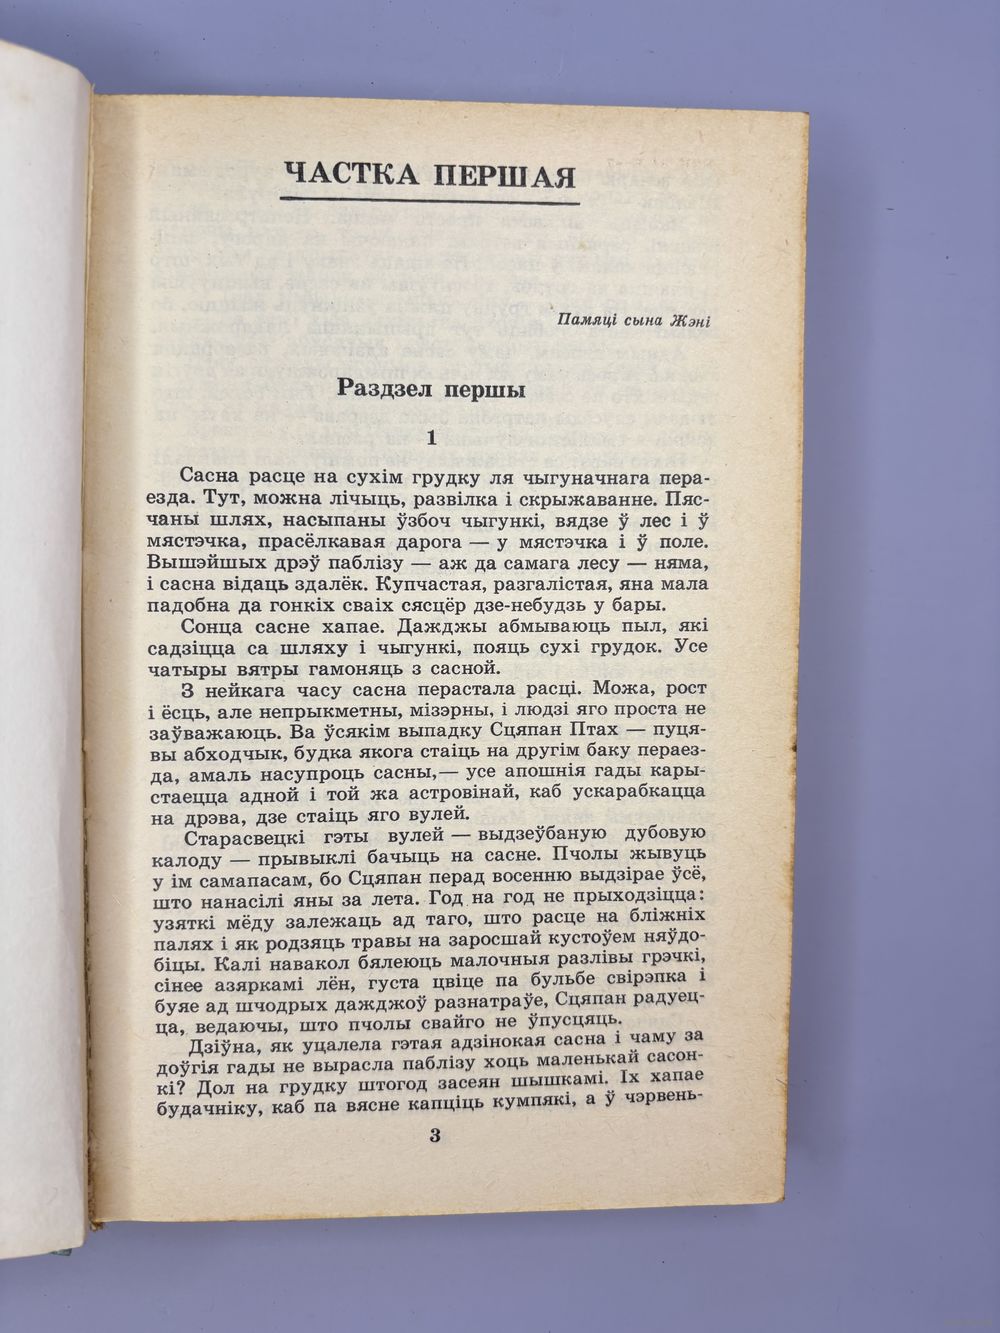 ЧАСТКА ПЕРШАЯ
Памяці сына Жэні
Раздзел першы
1
Сасна расце на сухім грудку ля чыгуначнага пера-
езда. Тут, можна лічыць, развілка і скрыжаванне. Пяс-
чаны шлях, насыпаны ўзбоч чыгункі, вядзе ў лес і ў
мястэчка, прасёлкавая дарога — у мястэчка і ў поле.
Вышэйшых дрэў паблізу — аж да самага лесу — няма,
і сасна відаць здалёк. Купчастая, разгалістая, яна мала
падобна да гонкіх сваіх сясцёр дзе-небудзь у бары.
Сонца сасне хапае. Дажджы абмываюць пыл, які
садзіцца са шляху і чыгункі, пояць сухі грудок. Усе
чатыры вятры гамоняць з сасной.
З нейкага часу сасна перастала расці. Можа, рост
і ёсць, але непрыкметны, мізэрны, і людзі яго проста не
заўважаюць. Ва ўсякім выпадку Сцяпан Птах — пуця-
вы абходчык, будка якога стаіць на другім баку пераез-
да, амаль насупроць сасны,— усе апошнія гады кары-
стаецца адной і той жа астровінай, каб ускарабкацца
на дрэва, дзе стаіць яго вулей.
Старасвецкі гэты вулей — выдзеўбаную дубовую
калоду — прывыклі бачыць на сасне. Пчолы жывуць
у ім самапасам, бо Сцяпан перад восенню выдзірае ўсё,
што нанасілі яны за лета. Год на год не прыходзіцца:
узяткі мёду залежаць ад таго, што расце на бліжніх
палях і як родзяць травы на заросшай кустоўем няўдо-
біцы. Калі навакол бялеюць малочныя разлівы грэчкі,
сінее азяркамі лён, густа цвіце па бульбе свірэпка і
буяе ад шчодрых дажджоў разнатраўе, Сцяпан радуец-
ца, ведаючы, што пчолы свайго не ўпусцяць.
Дзіўна, як уцалела гэтая адзінокая сасна і чаму за
доўгія гады не вырасла паблізу хоць маленькай сасон-
кі? Дол на грудку штогод засеян шышкамі. Іх хапае
будачніку, каб па вясне капціць кумпякі, а ў чэрвень-
3